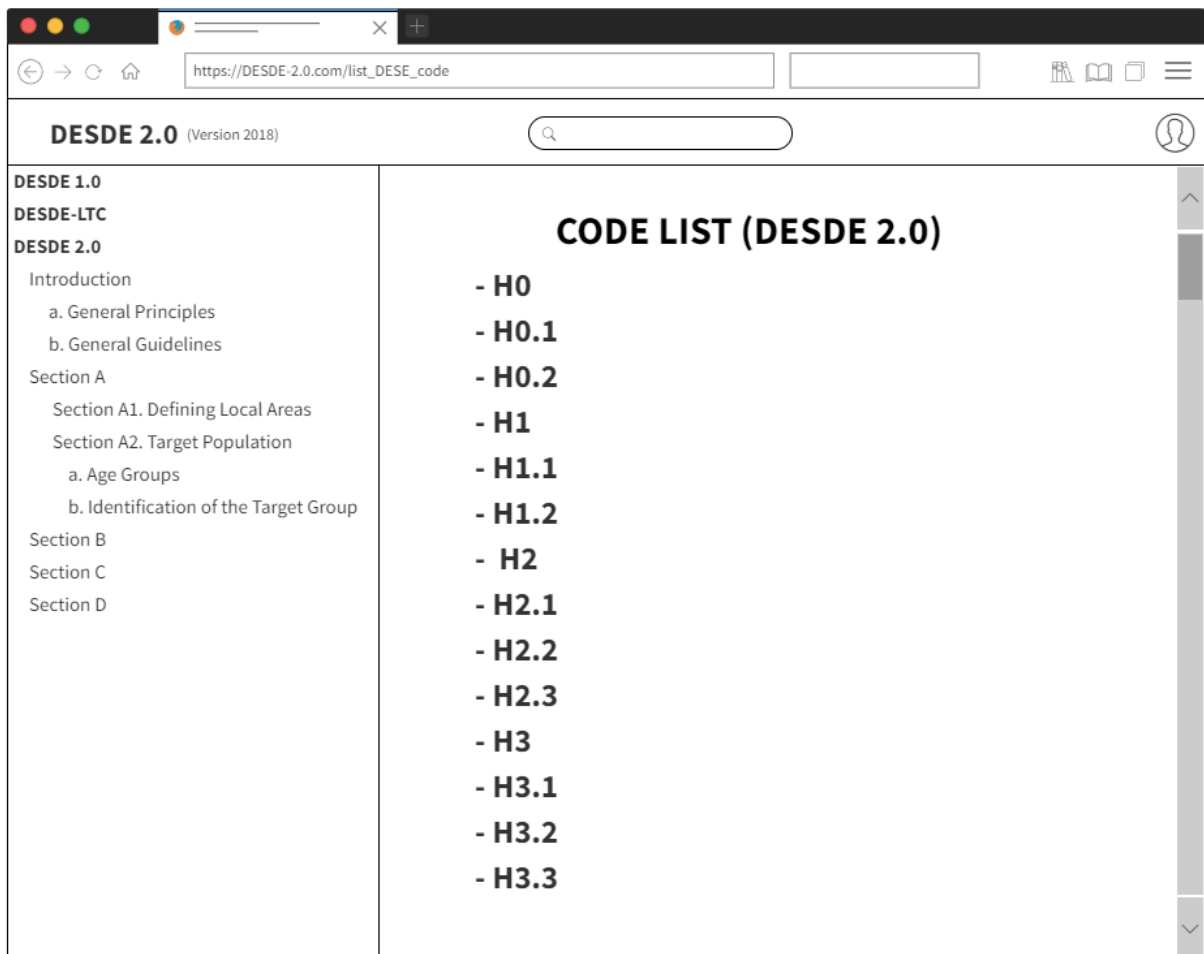 https://DESDE-2.0.com/list_DESE_code
DESDE 2.0 (Version 2018)
DESDE 1.0
DESDE-LTC
DESDE 2.0
Introduction
a. General Principles
b. General Guidelines
Section A
Section A1. Defining Local Areas
Section A2. Target Population
a. Age Groups
b. Identification of the Target Group
Section B
Section C
Section D
CODE LIST (DESDE 2.0)
- H0
- H0.1
- H0.2
- H1
- H1.1
- H1.2
- H2
- H2.1
- H2.2
- H2.3
- H3
- H3.1
- H3.2
- H3.3